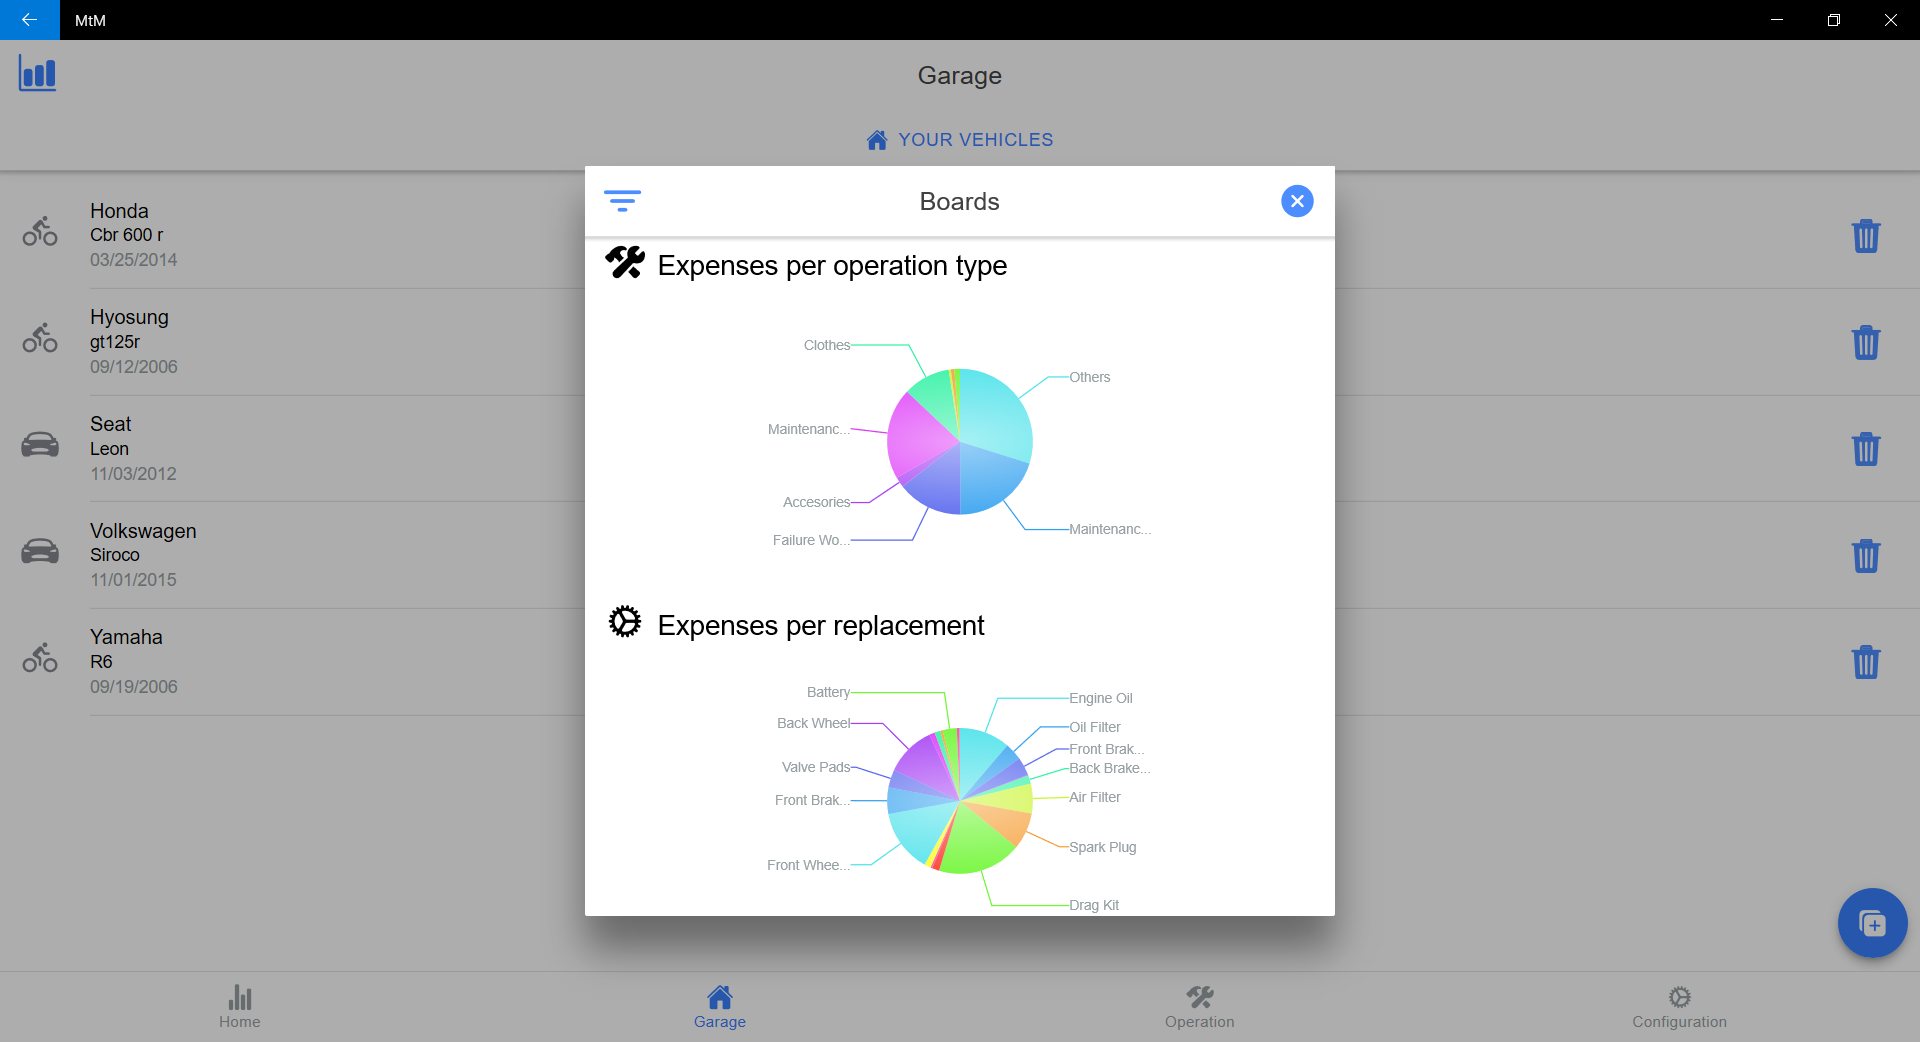 MtM
Garage
YOUR VEHICLES
Honda
Cbr 600 r
03/25/2014
Hyosung
gt125r
09/12/2006
Seat
Leon
11/03/2012
Volkswagen
Siroco
11/01/2015
Yamaha
R6
09/19/2006
Boards
Expenses per operation type
Clothes
Others
Maintenanc...
Accesories
Failure Wo...
Maintenanc...
Expenses per replacement
Battery
Engine Oil
Back Wheel
Oil Filter
Front Brak...
Valve Pads
Back Brake...
Front Brak...
Air Filter
Spark Plug
Front Whee...
Drag Kit
Home
Garage
Operation
Configuration